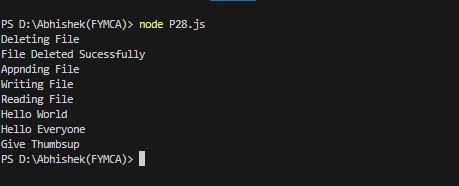 PS D:\Abhishek(FYMCA)> node P28.js
Deleting File
File Deleted Sucessfully
Appnding File
Writing File
Reading File
Hello World
Hello Everyone
Give Thumbsup
PS D:\Abhishek(FYMCA)>